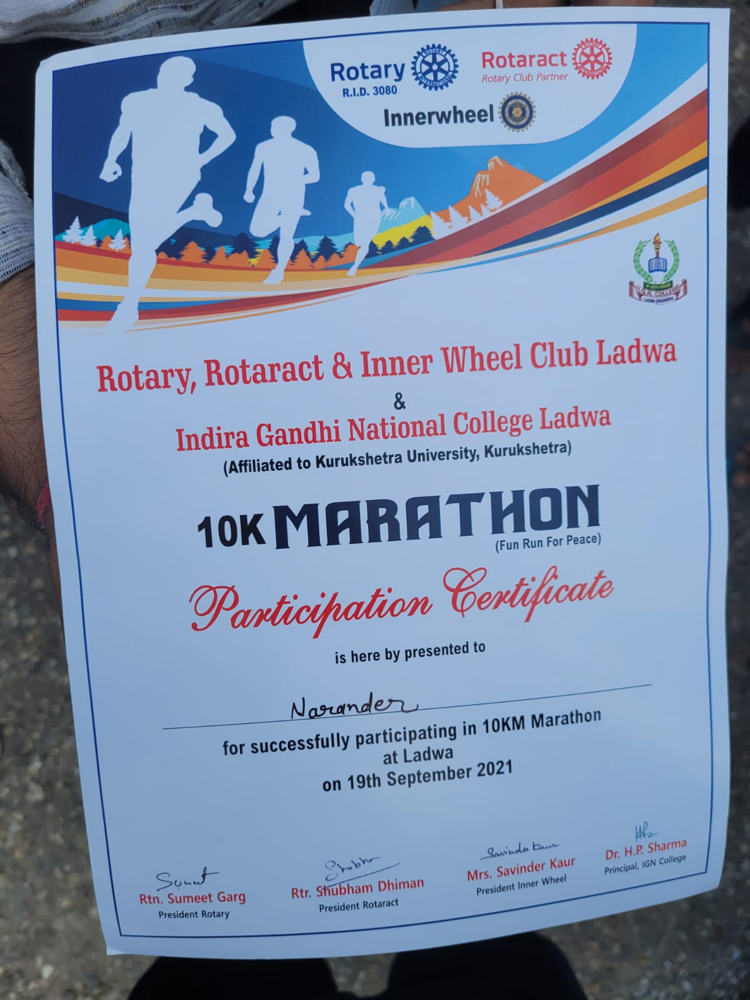 Rotary
R.I.D. 3080
ROTARY INTERNATIONAL
Rotaract
Rotary Club Partner
Innerwheel
I.G.N. COLLEGE
Rotary, Rotaract & Inner Wheel Club Ladwa
&
Indira Gandhi National College Ladwa
(Affiliated to Kurukshetra University, Kurukshetra)
10K MARATHON
(Fun Run For Peace)
Participation Certificate
is here by presented to
Narander
for successfully participating in 10KM Marathon
at Ladwa
on 19th September 2021
Sumeet
Rtn. Sumeet Garg
President Rotary
Shubham
Rtr. Shubham Dhiman
President Rotaract
Savinder Kaur
Mrs. Savinder Kaur
President Inner Wheel
Dr. H.P. Sharma
Principal, IGN College